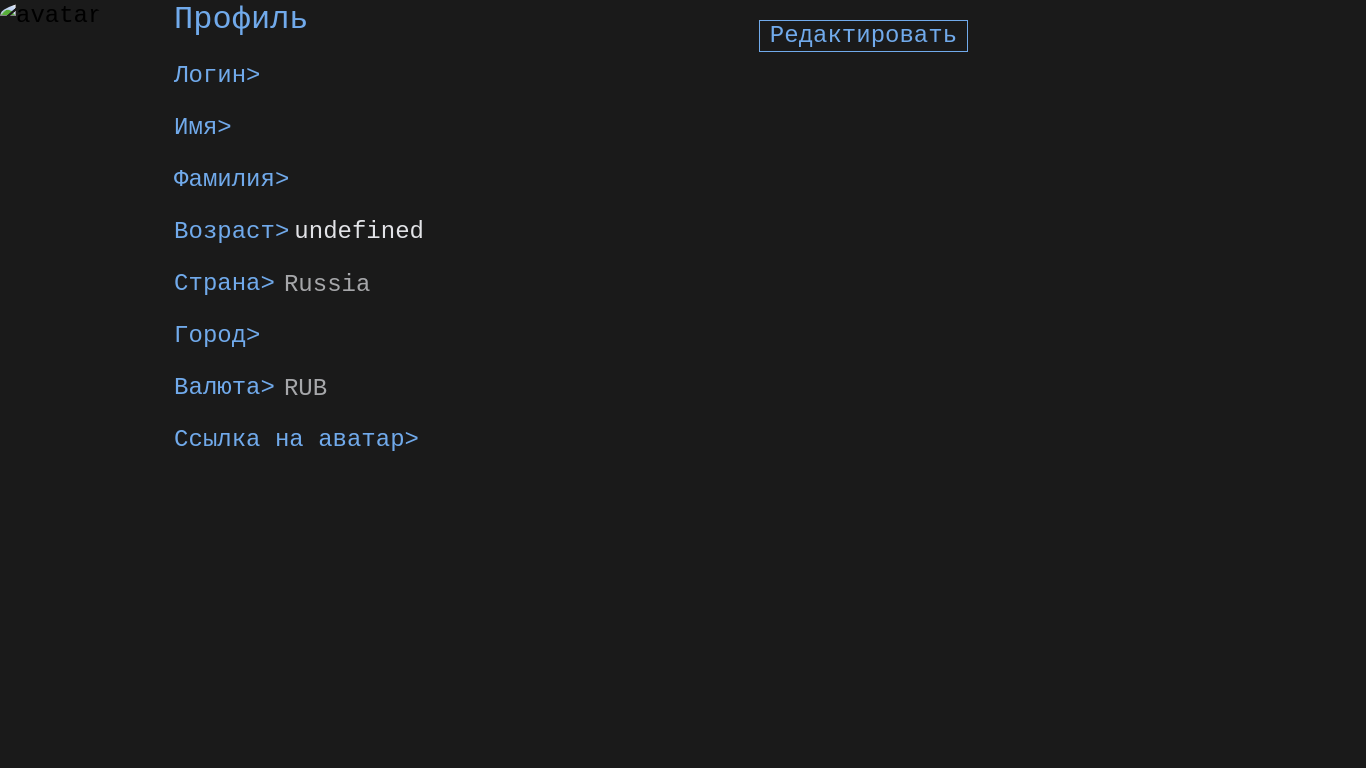 avatar
Профиль
Редактировать
Логин>
Имя>
Фамилия>
Возраст> undefined
Страна> Russia
Город>
Валюта> RUB
Ссылка на аватар>